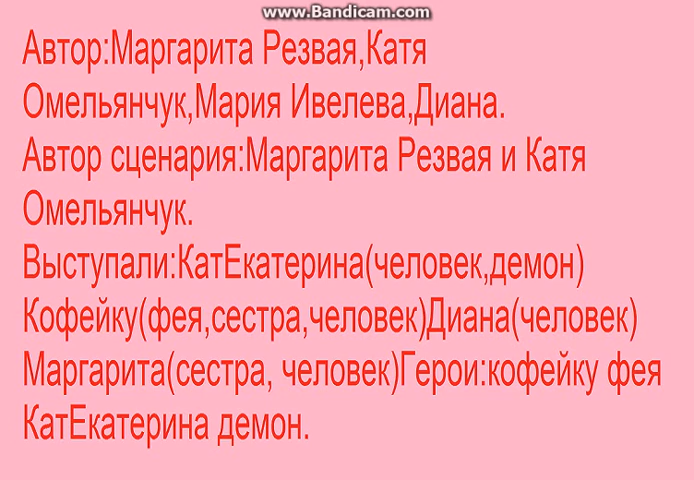 www.Bandicam.com
Автор:Маргарита Резвая,Катя
Омельянчук,Мария Ивелева,Диана.
Автор сценария:Маргарита Резвая и Катя
Омельянчук.
Выступали:КатЕкатерина(человек,демон)
Кофейку(фея,сестра,человек)Диана(человек)
Маргарита(сестра, человек)Герои:кофейку фея
КатЕкатерина демон.